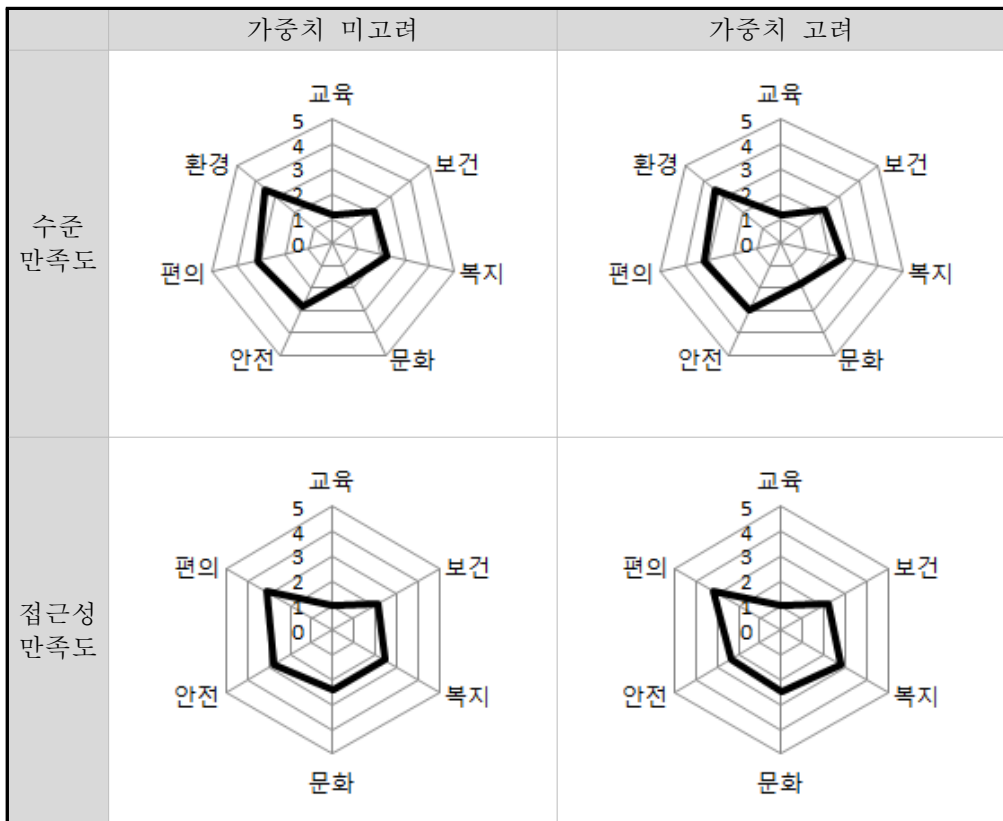 가중치 미고려
가중치 고려
수준
만족도
교육
보건
복지
문화
안전
편의
환경
5
4
3
2
1
0
교육
보건
복지
문화
안전
편의
환경
5
4
3
2
1
0
접근성
만족도
교육
보건
복지
문화
안전
편의
5
4
3
2
1
0
교육
보건
복지
문화
안전
편의
5
4
3
2
1
0